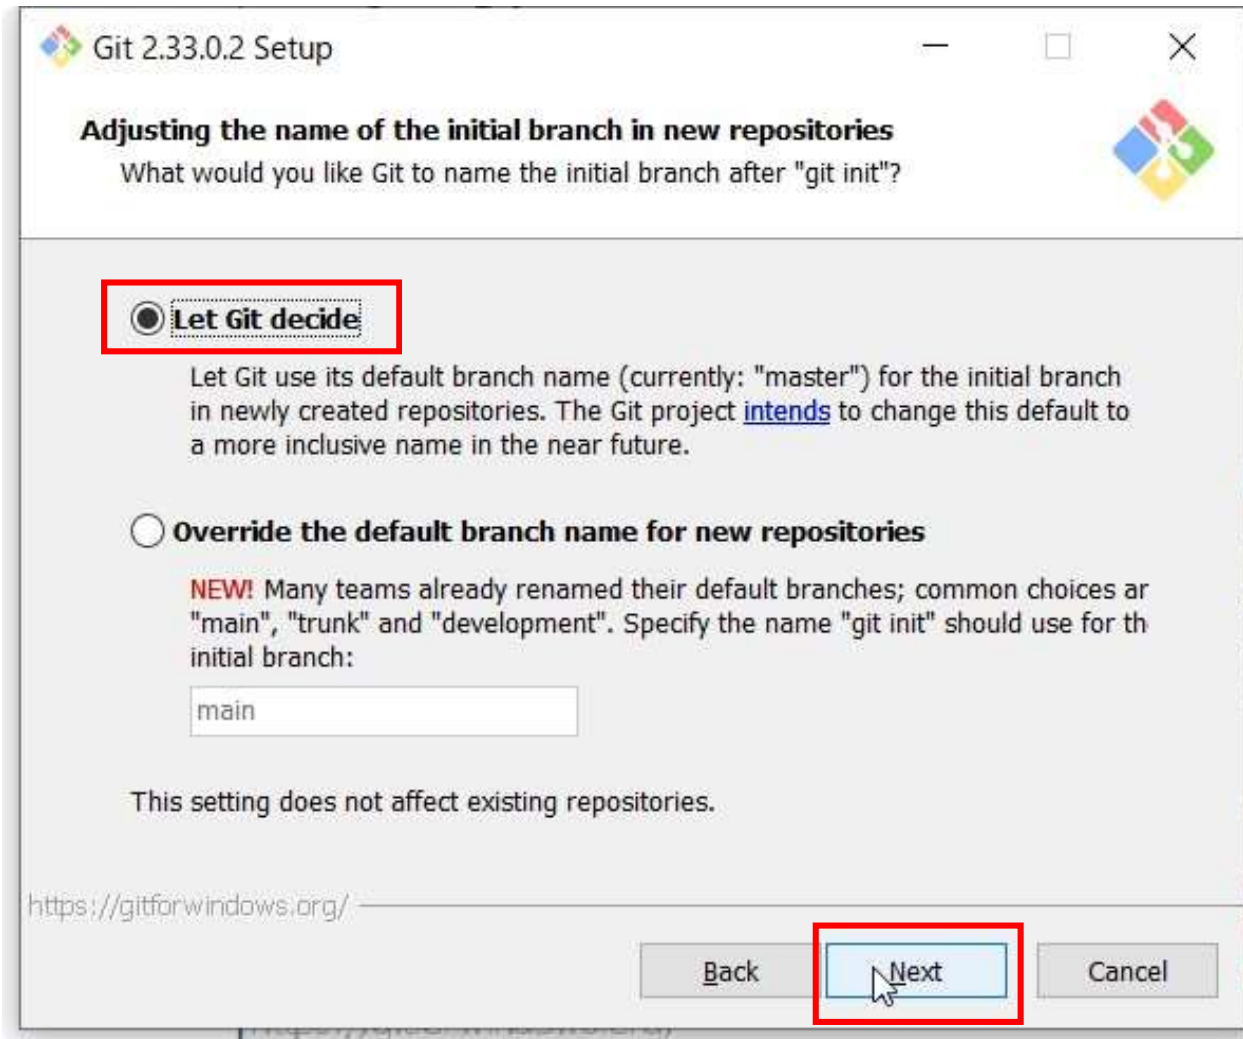 Git 2.33.0.2 Setup
Adjusting the name of the initial branch in new repositories
What would you like Git to name the initial branch after "git init"?
Let Git decide
Let Git use its default branch name (currently: "master") for the initial branch
in newly created repositories. The Git project intends to change this default to
a more inclusive name in the near future.
Override the default branch name for new repositories
NEW! Many teams already renamed their default branches; common choices ar
"main", "trunk" and "development". Specify the name "git init" should use for th
initial branch:
main
This setting does not affect existing repositories.
https://gitforwindows.org/
Back
Next
Cancel